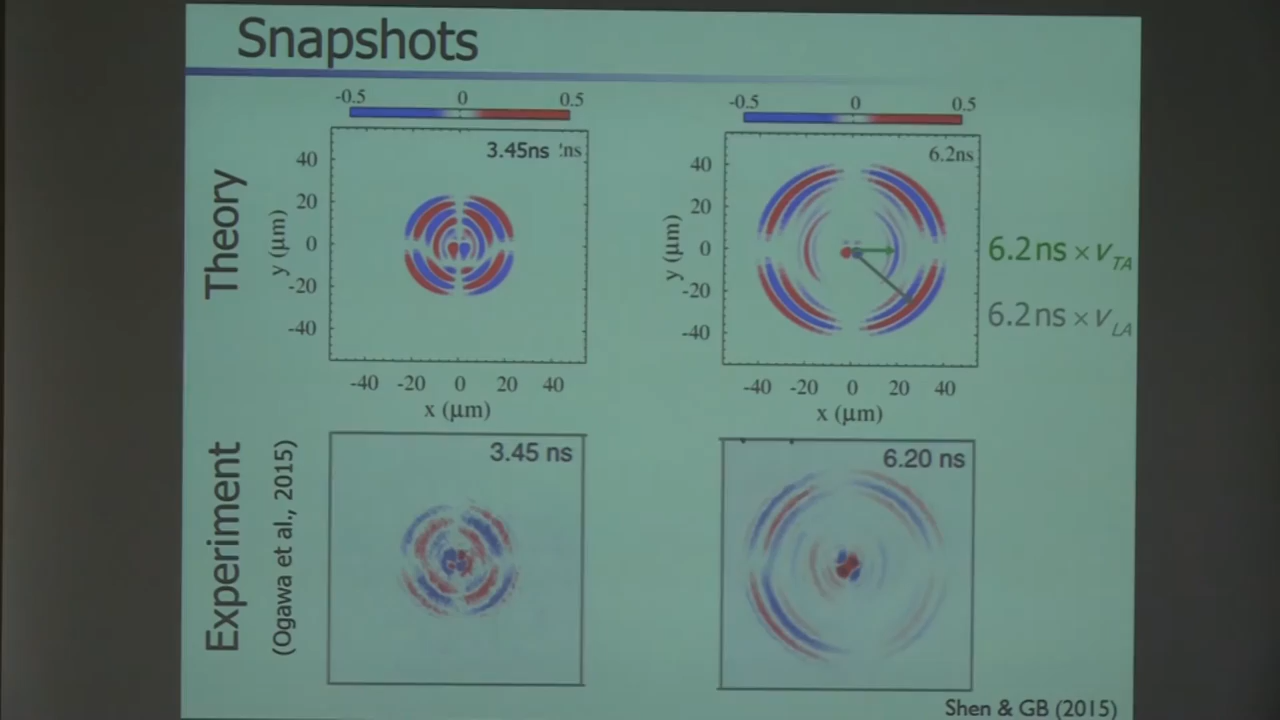 Snapshots
-0.5 0 0.5
-0.5 0 0.5
Theory
3.45ns
:ns
y (µm)
40
20
0
-20
-40
-40 -20 0 20 40
x (µm)
6.2ns
y (µm)
40
20
0
-20
-40
-40 -20 0 20 40
x (µm)
6.2ns × vTA
6.2ns × vLA
Experiment
(Ogawa et al., 2015)
3.45 ns
6.20 ns
Shen & GB (2015)